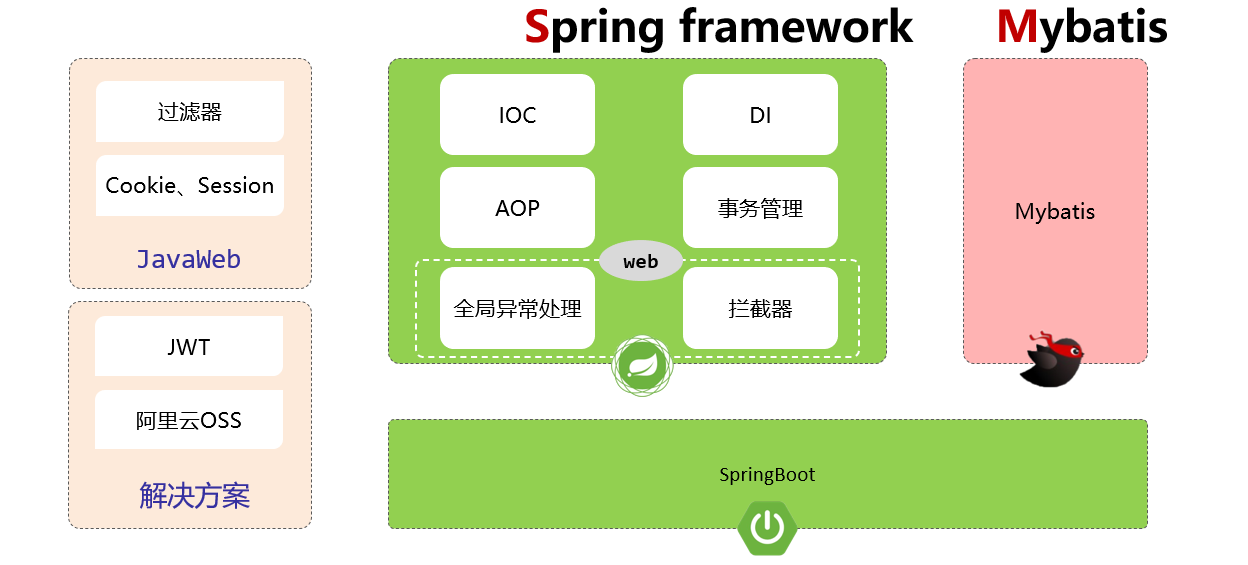 Spring framework
Mybatis
过滤器
Cookie、Session
JavaWeb
JWT
阿里云OSS
解决方案
IOC
DI
AOP
事务管理
web
全局异常处理
拦截器
Mybatis
SpringBoot